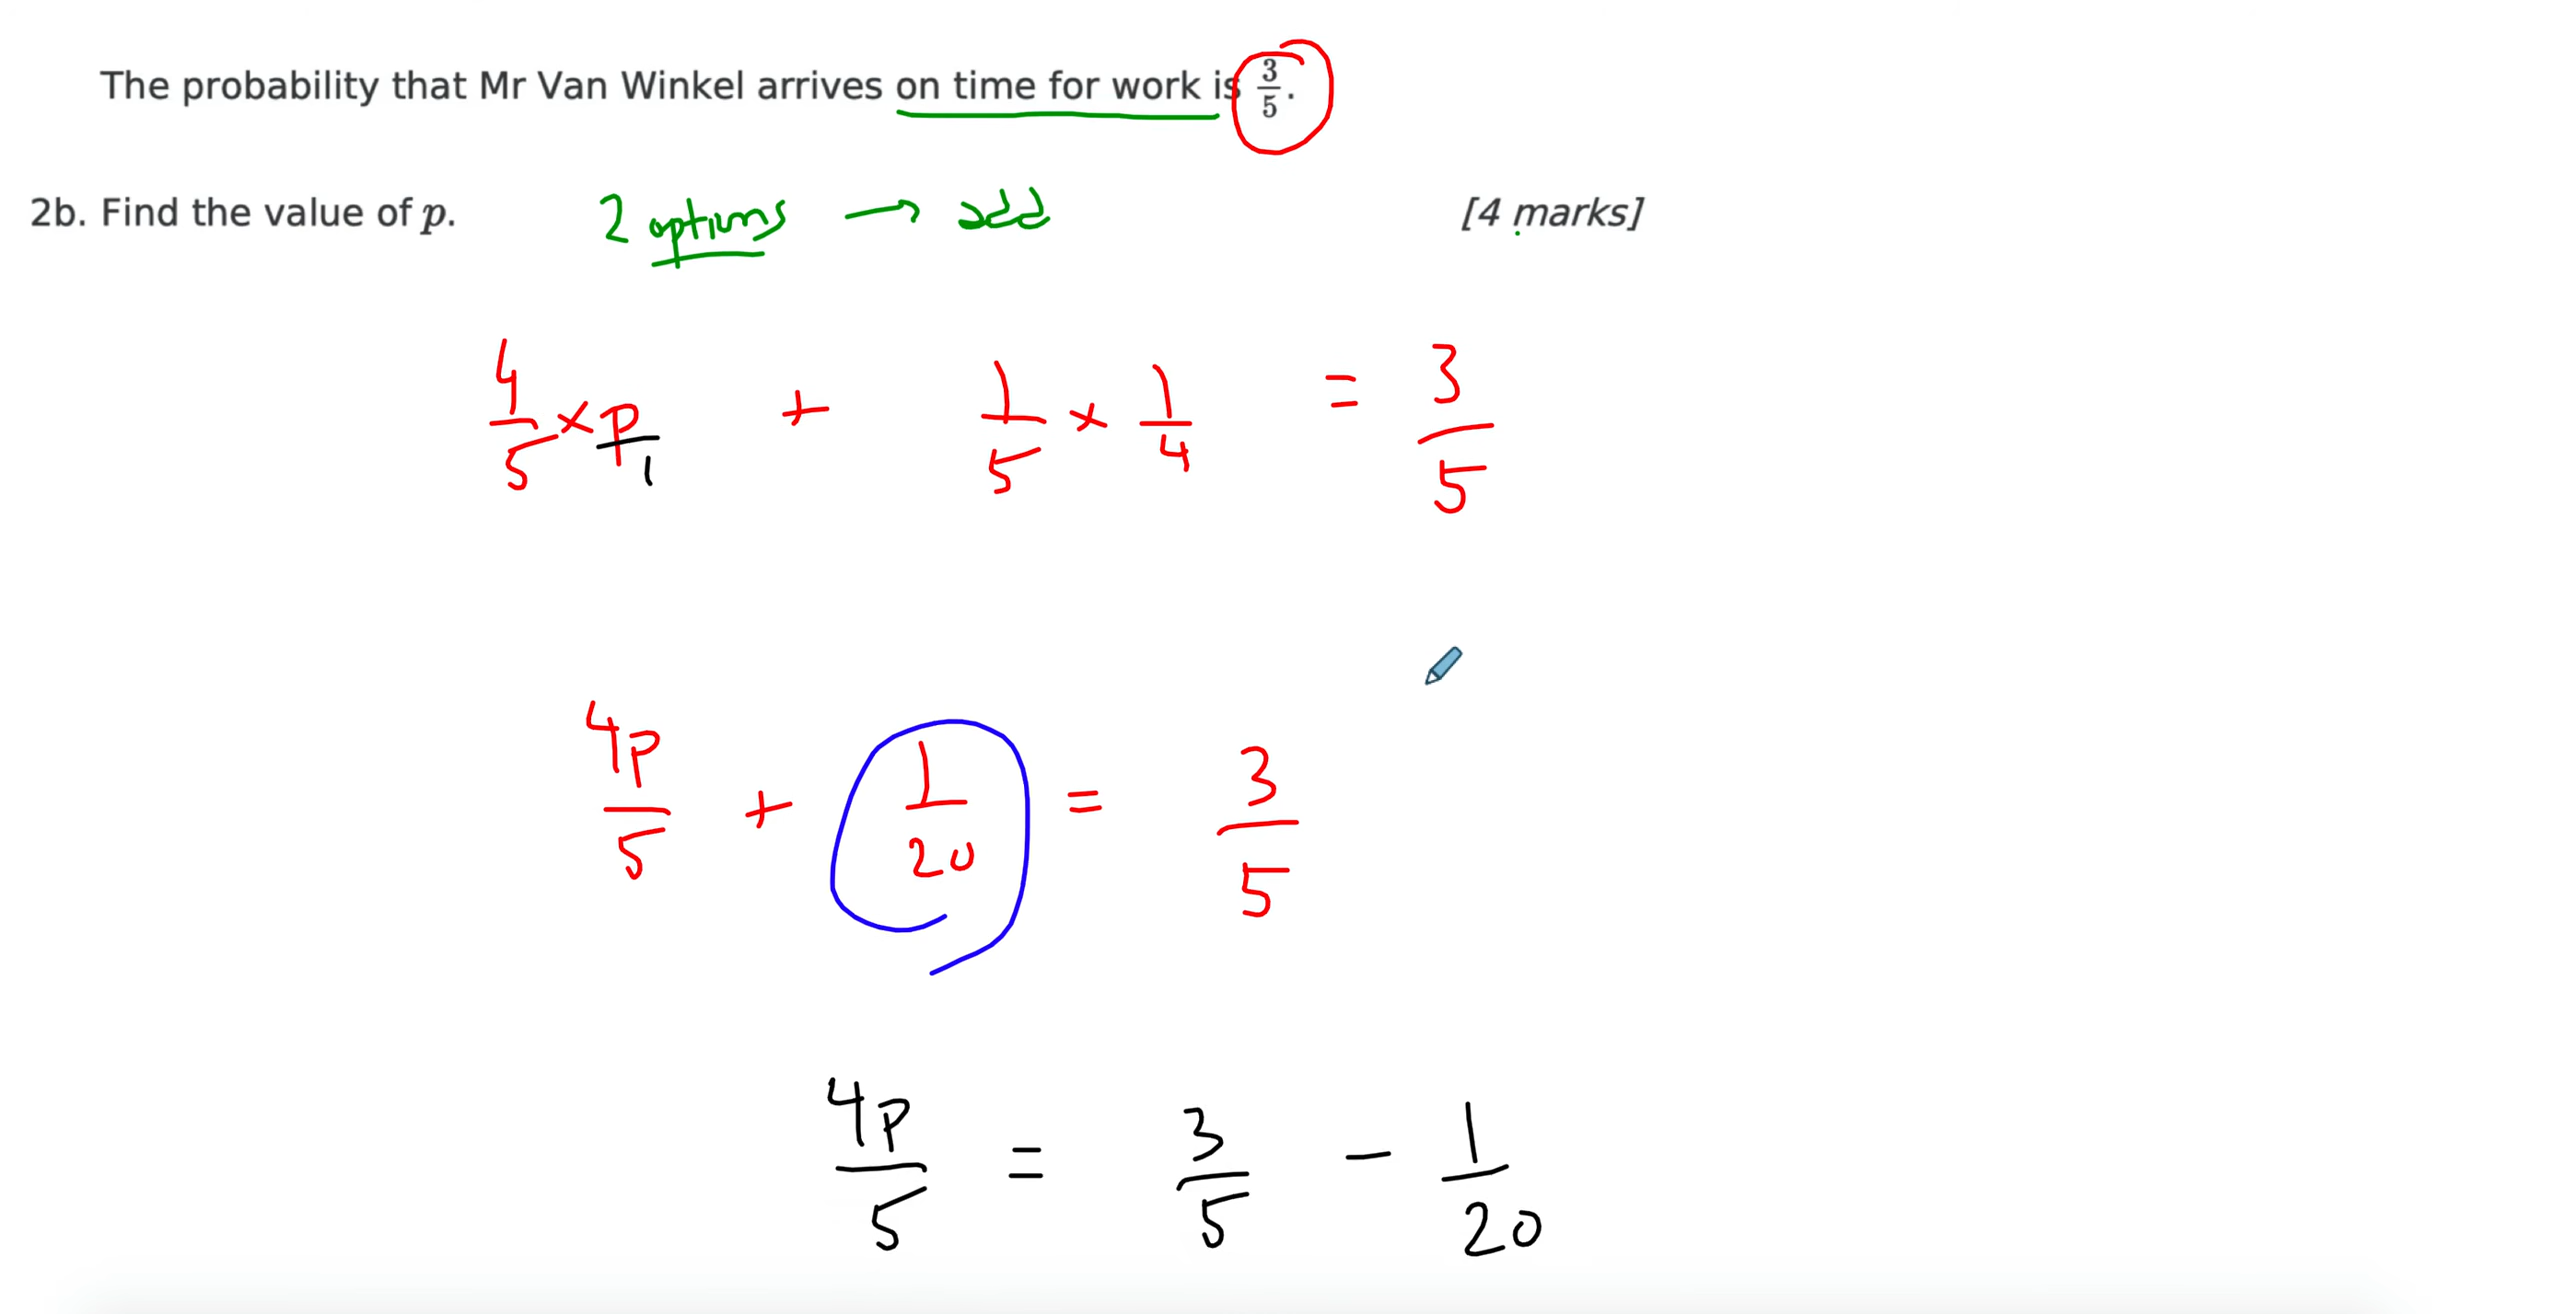 The probability that Mr Van Winkel arrives on time for work is 3/5.
2b. Find the value of p. 2 options → add [4 marks]
4/5 × p/1 + 1/5 × 1/4 = 3/5
4p/5 + 1/20 = 3/5
4p/5 = 3/5 − 1/20